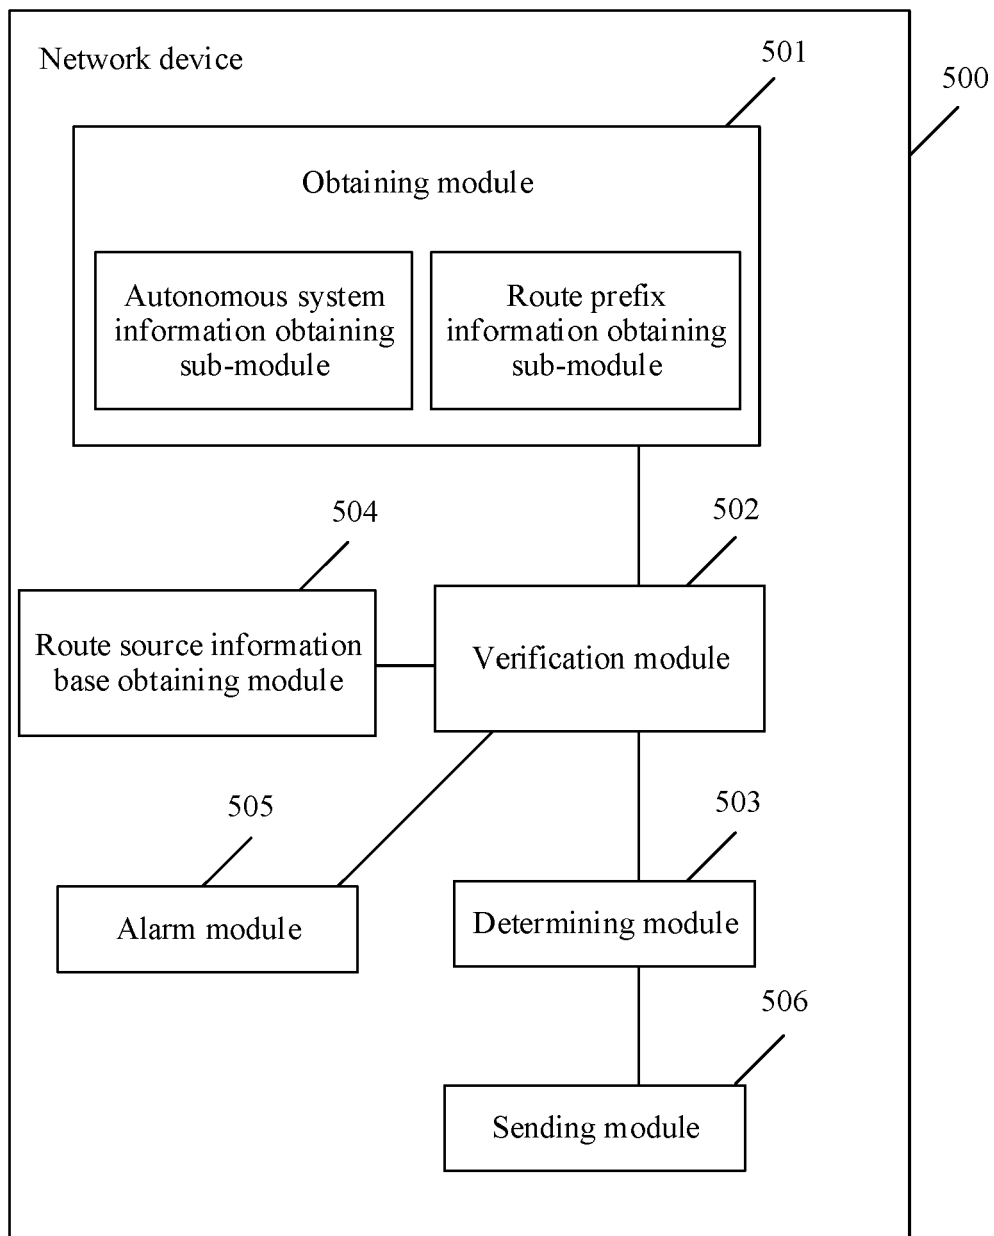 Network device
501
500
Obtaining module
Autonomous system
information obtaining
sub-module
Route prefix
information obtaining
sub-module
504
502
Route source information
base obtaining module
Verification module
505
503
Alarm module
Determining module
506
Sending module